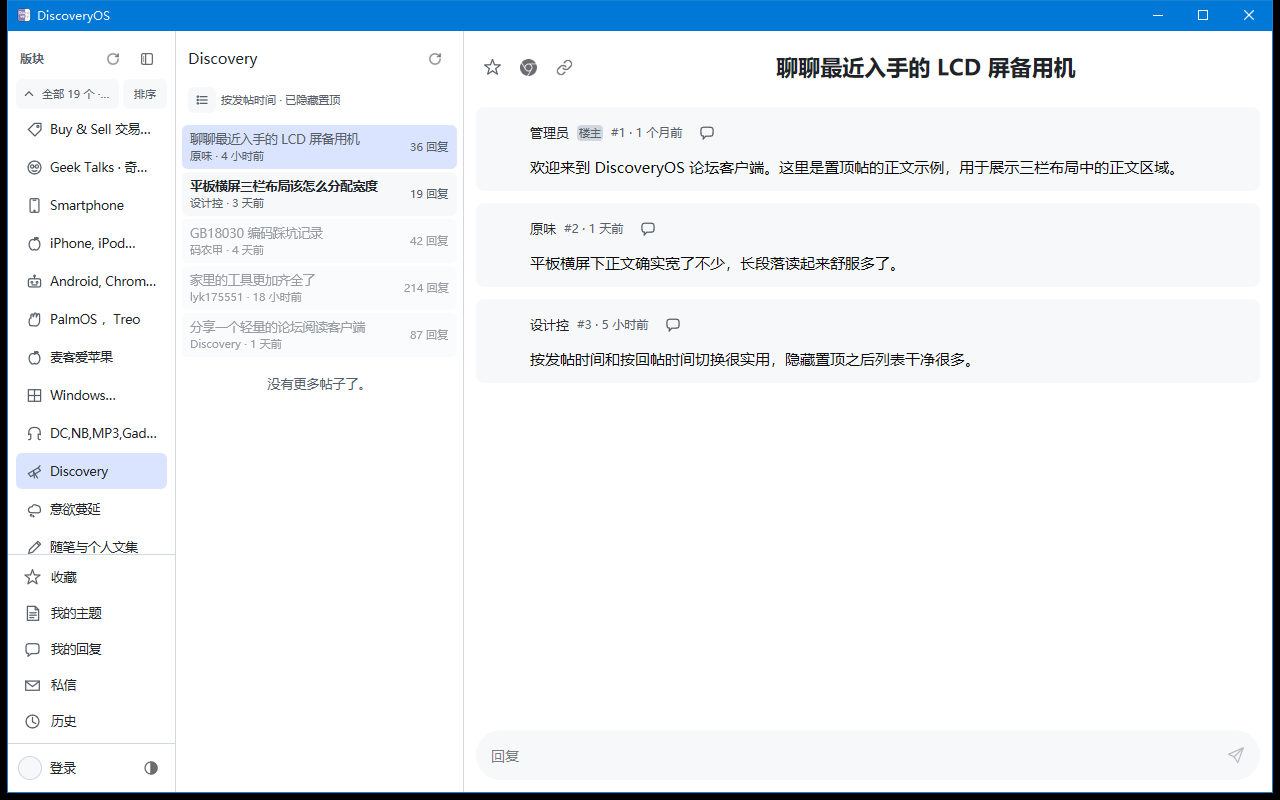 DiscoveryOS
版块
全部 19 个 ·...
排序
Buy & Sell 交易...
Geek Talks · 奇...
Smartphone
iPhone, iPod...
Android, Chrom...
PalmOS， Treo
麦客爱苹果
Windows...
DC,NB,MP3,Gad...
Discovery
意欲蔓延
随笔与个人文集
收藏
我的主题
我的回复
私信
历史
登录
Discovery
按发帖时间 · 已隐藏置顶
聊聊最近入手的 LCD 屏备用机
原味 · 4 小时前
36 回复
平板横屏三栏布局该怎么分配宽度
设计控 · 3 天前
19 回复
GB18030 编码踩坑记录
码农甲 · 4 天前
42 回复
家里的工具更加齐全了
lyk175551 · 18 小时前
214 回复
分享一个轻量的论坛阅读客户端
Discovery · 1 天前
87 回复
没有更多帖子了。
聊聊最近入手的 LCD 屏备用机
管理员 楼主 #1 · 1 个月前
欢迎来到 DiscoveryOS 论坛客户端。这里是置顶帖的正文示例，用于展示三栏布局中的正文区域。
原味 #2 · 1 天前
平板横屏下正文确实宽了不少，长段落读起来舒服多了。
设计控 #3 · 5 小时前
按发帖时间和按回帖时间切换很实用，隐藏置顶之后列表干净很多。
回复